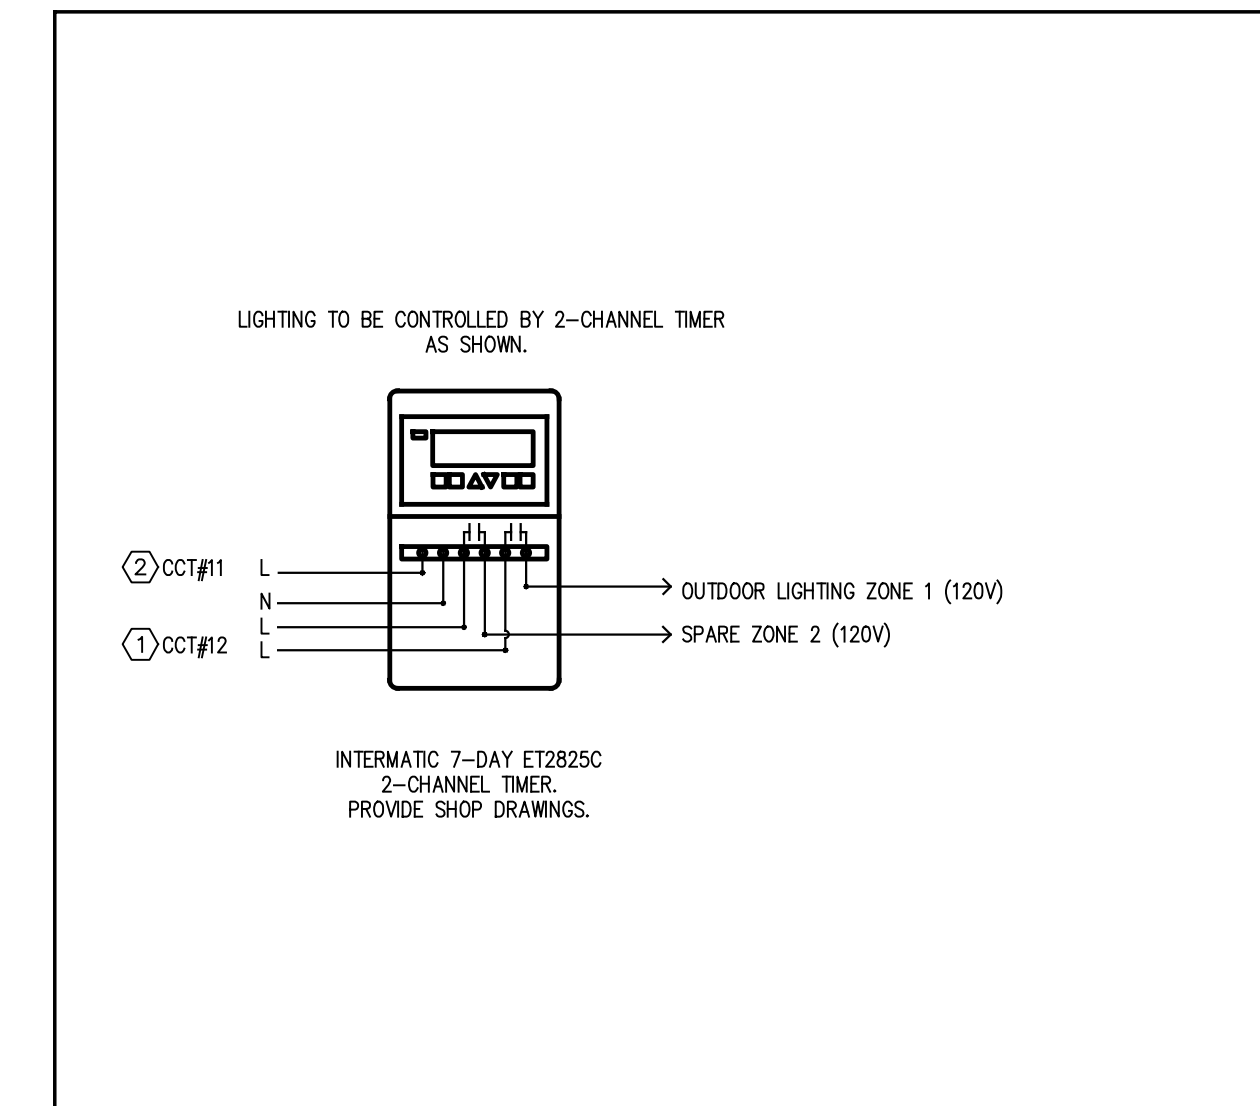 LIGHTING TO BE CONTROLLED BY 2-CHANNEL TIMER
AS SHOWN.
2 CCT#11 L
N
L
1 CCT#12 L
OUTDOOR LIGHTING ZONE 1 (120V)
SPARE ZONE 2 (120V)
INTERMATIC 7-DAY ET2825C
2-CHANNEL TIMER.
PROVIDE SHOP DRAWINGS.